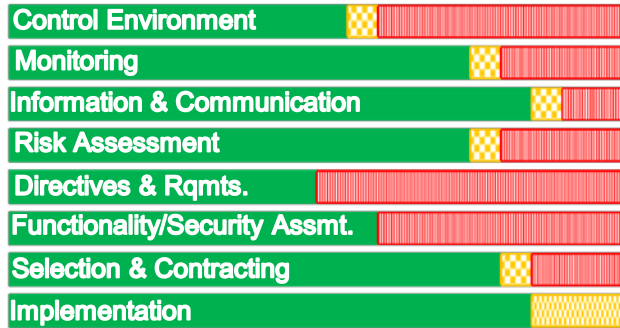 Control Environment
Monitoring
Information & Communication
Risk Assessment
Directives & Rqmts.
Functionality/Security Assmt.
Selection & Contracting
Implementation